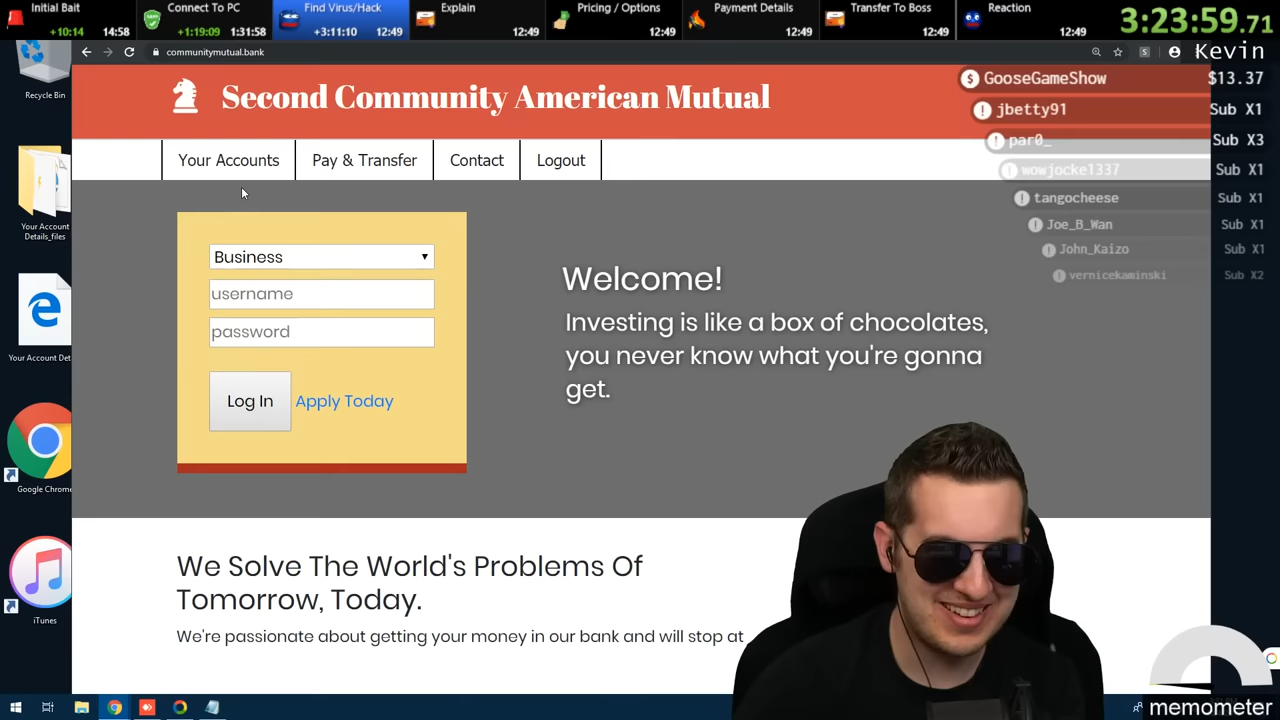 Initial Bait
+10:14 14:58
Connect To PC
+1:19:09 1:31:58
Find Virus/Hack
+3:11:10 12:49
Explain
12:49
Pricing / Options
12:49
Payment Details
12:49
Transfer To Boss
12:49
Reaction
12:49
3:23:59.71
Kevin
communitymutual.bank
S
Recycle Bin
Second Community American Mutual
$ GooseGameShow $13.37
! jbetty91 Sub X1
! par0_ Sub X3
! wowjocke1337 Sub X1
! tangocheese Sub X1
! Joe_B_Wan Sub X1
! John_Kaizo Sub X1
! vernicekaminski Sub X2
Your Accounts
Pay & Transfer
Contact
Logout
Your Account
Details_files
Business
username
password
Log In
Apply Today
Welcome!
Investing is like a box of chocolates,
you never know what you're gonna
get.
Your Account Det
Google Chrome
iTunes
We Solve The World's Problems Of
Tomorrow, Today.
We're passionate about getting your money in our bank and will stop at
memometer